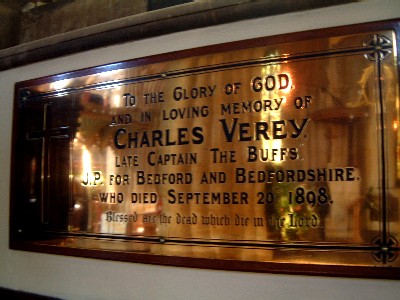 To the Glory of GOD,
and in loving memory of
Charles Verey,
late Captain The Buffs,
J.P. for Bedford and Bedfordshire.
who died September 20, 1898.
Blessed are the dead which die in the Lord.